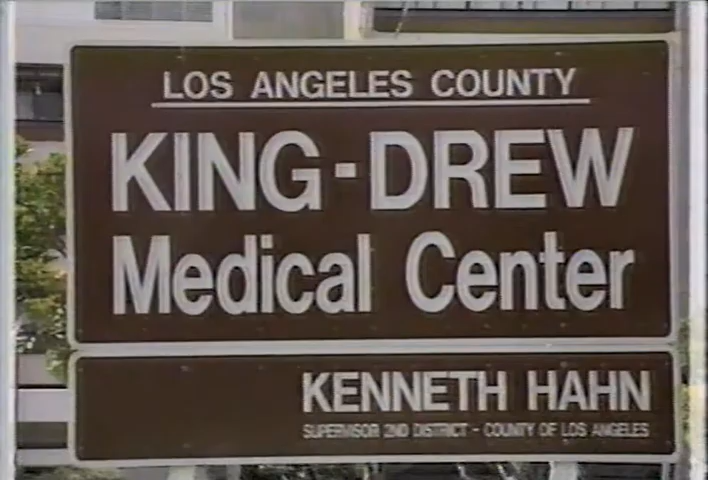 LOS ANGELES COUNTY
KING-DREW
Medical Center
KENNETH HAHN
SUPERVISOR 2ND DISTRICT - COUNTY OF LOS ANGELES